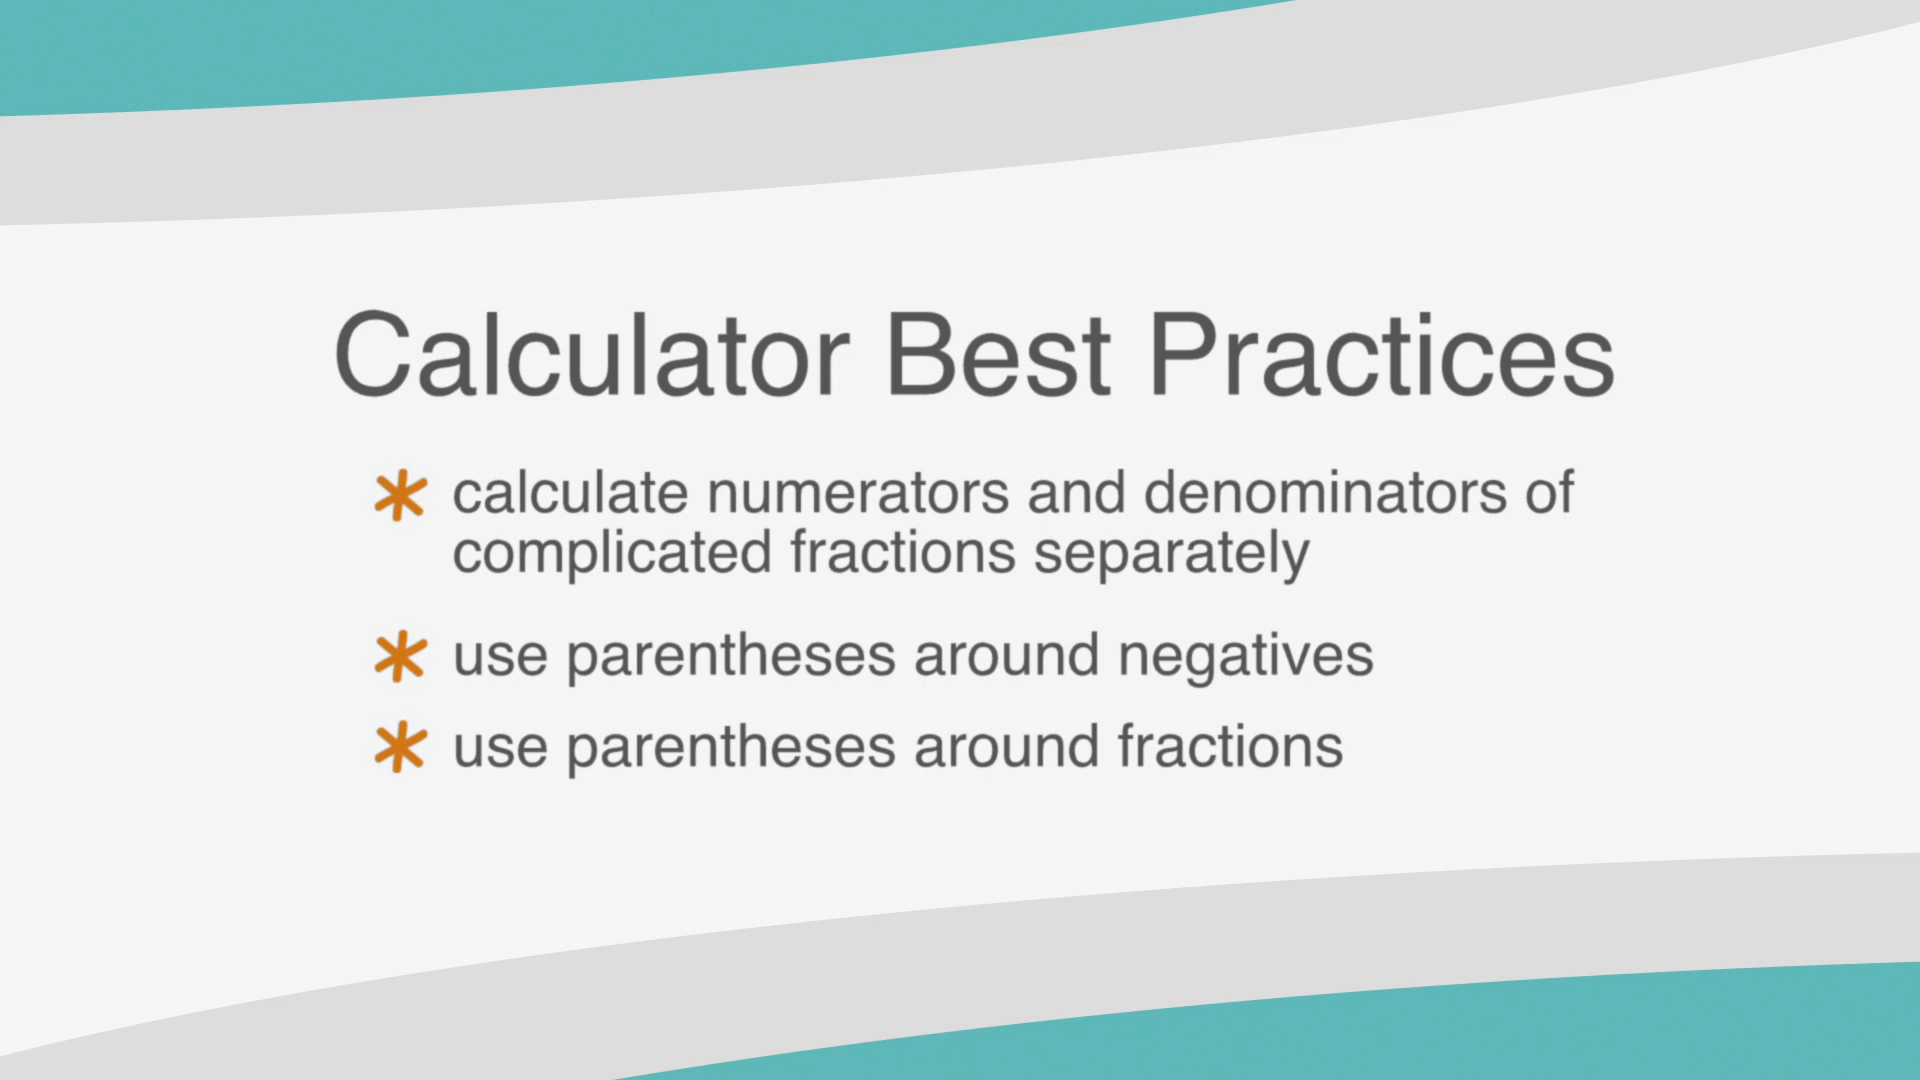 Calculator Best Practices
calculate numerators and denominators of
complicated fractions separately
use parentheses around negatives
use parentheses around fractions